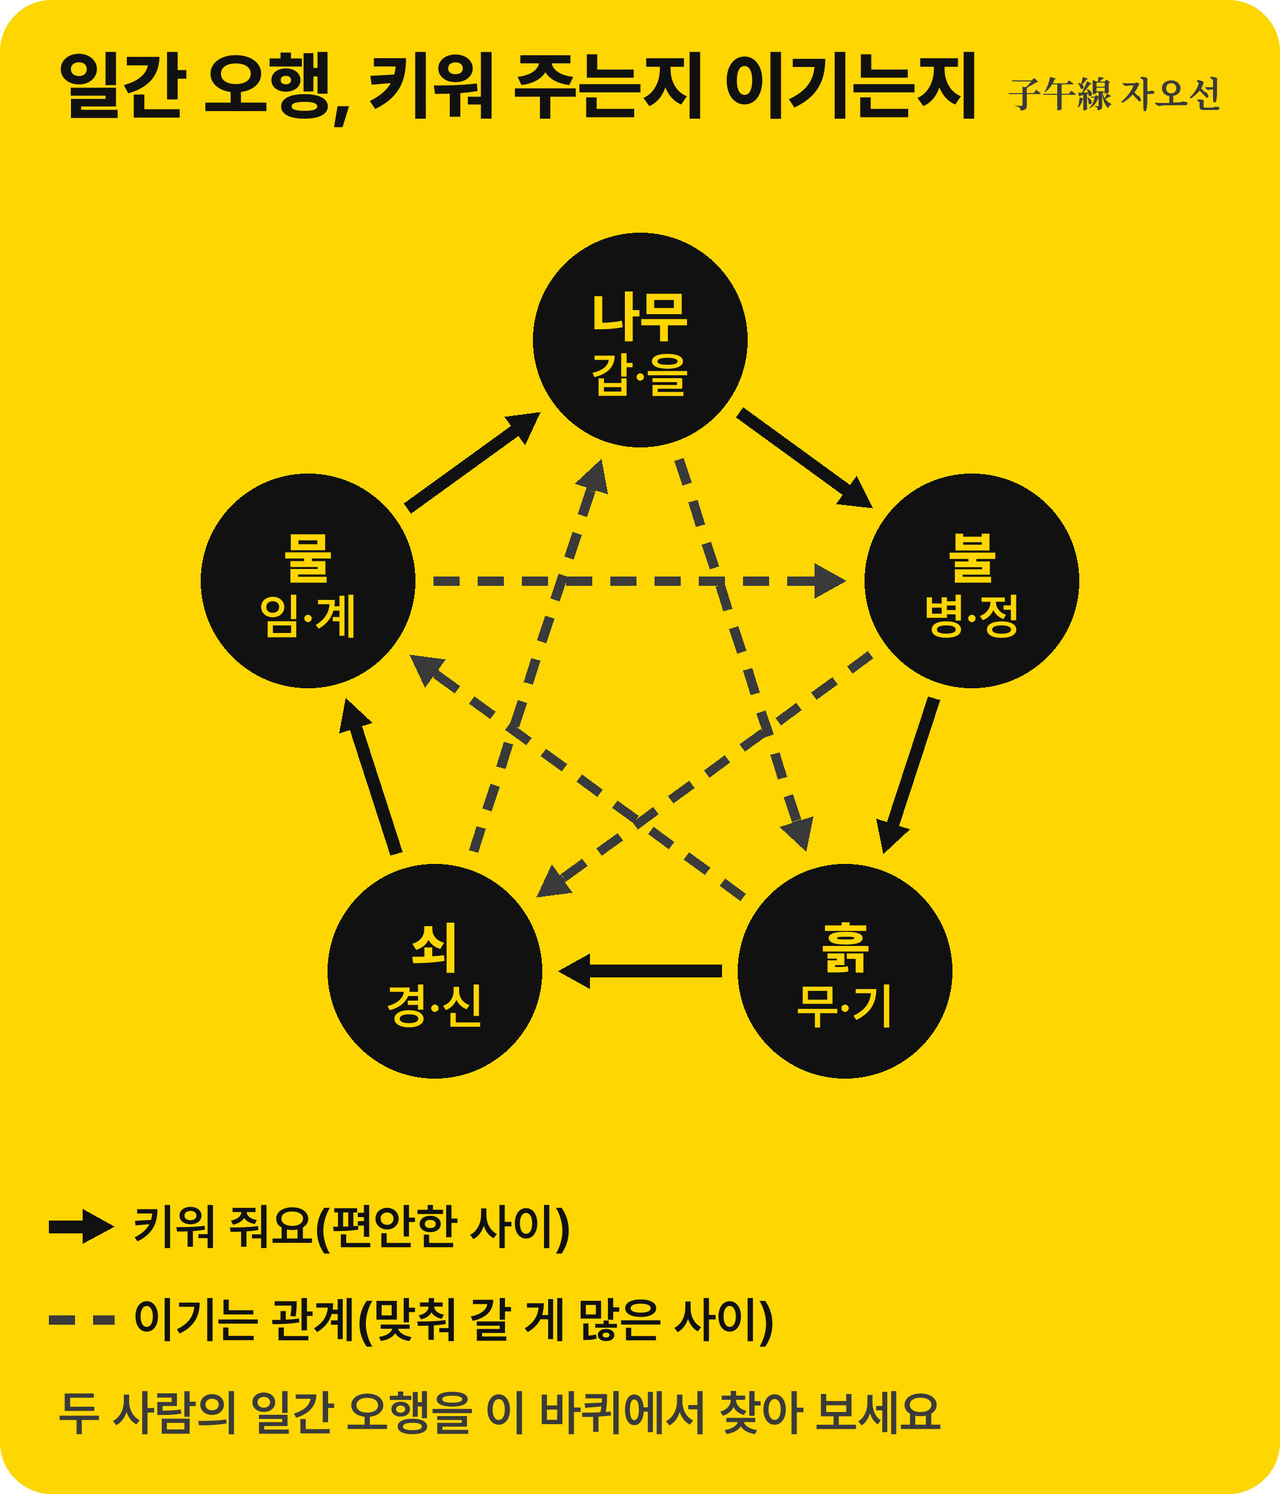 일간 오행, 키워 주는지 이기는지 子午線 자오선
나무
갑·을
물
임·계
불
병·정
쇠
경·신
흙
무·기
키워 줘요(편안한 사이)
이기는 관계(맞춰 갈 게 많은 사이)
두 사람의 일간 오행을 이 바퀴에서 찾아 보세요